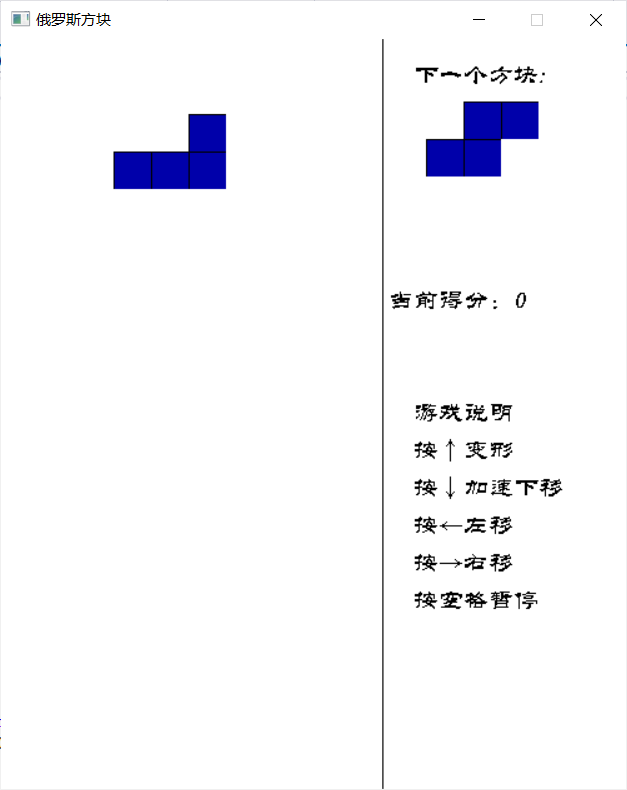 俄罗斯方块
下一个方块:
当前得分：0
游戏说明
按↑变形
按↓加速下移
按←左移
按→右移
按空格暂停